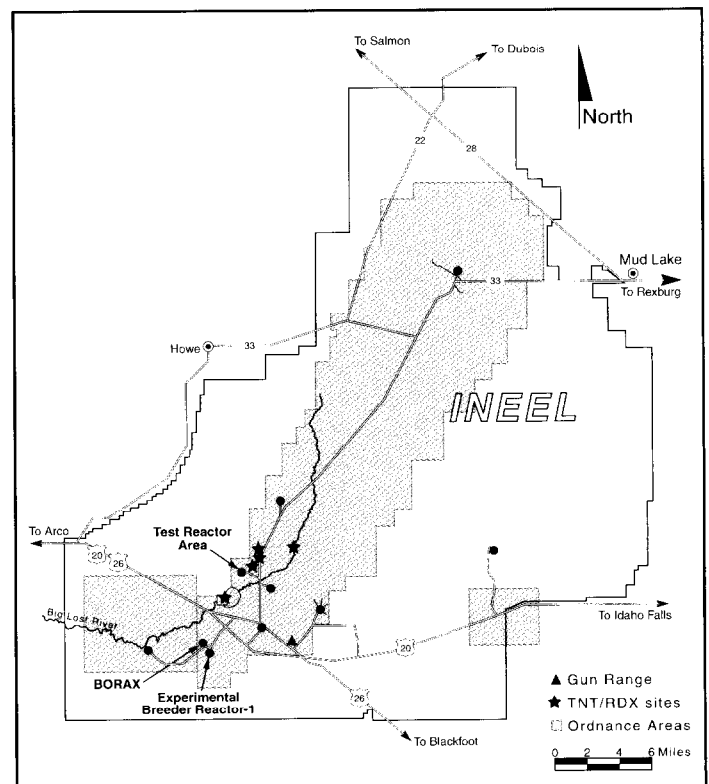 To Salmon
To Dubois
North
22
28
Mud Lake
33
To Rexburg
Howe
33
INEEL
To Arco
Test Reactor
Area
20
26
Big Lost River
To Idaho Falls
20
BORAX
Experimental
Breeder Reactor-1
26
To Blackfoot
Gun Range
TNT/RDX sites
Ordnance Areas
0 2 4 6 Miles